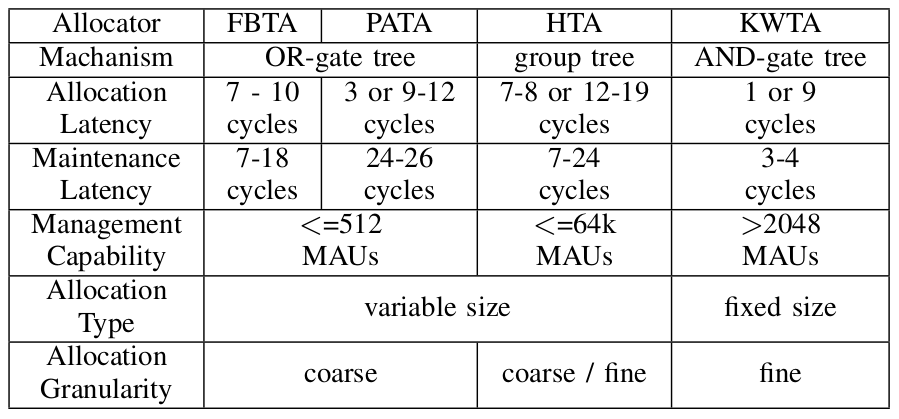 Allocator FBTA PATA HTA KWTA
Machanism OR-gate tree group tree AND-gate tree
Allocation 7 - 10 3 or 9-12 7-8 or 12-19 1 or 9
Latency cycles cycles cycles cycles
Maintenance 7-18 24-26 7-24 3-4
Latency cycles cycles cycles cycles
Management <=512 <=64k >2048
Capability MAUs MAUs MAUs
Allocation
Type variable size fixed size
Allocation
Granularity coarse coarse / fine fine